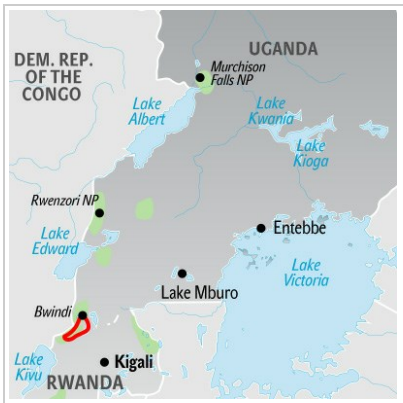 UGANDA
DEM. REP.
OF THE
CONGO
Murchison
Falls NP
Lake
Albert
Lake
Kwania
Lake
Kioga
Rwenzori NP
Lake
Edward
Entebbe
Lake
Victoria
Lake Mburo
Bwindi
Lake
Kivu
Kigali
RWANDA